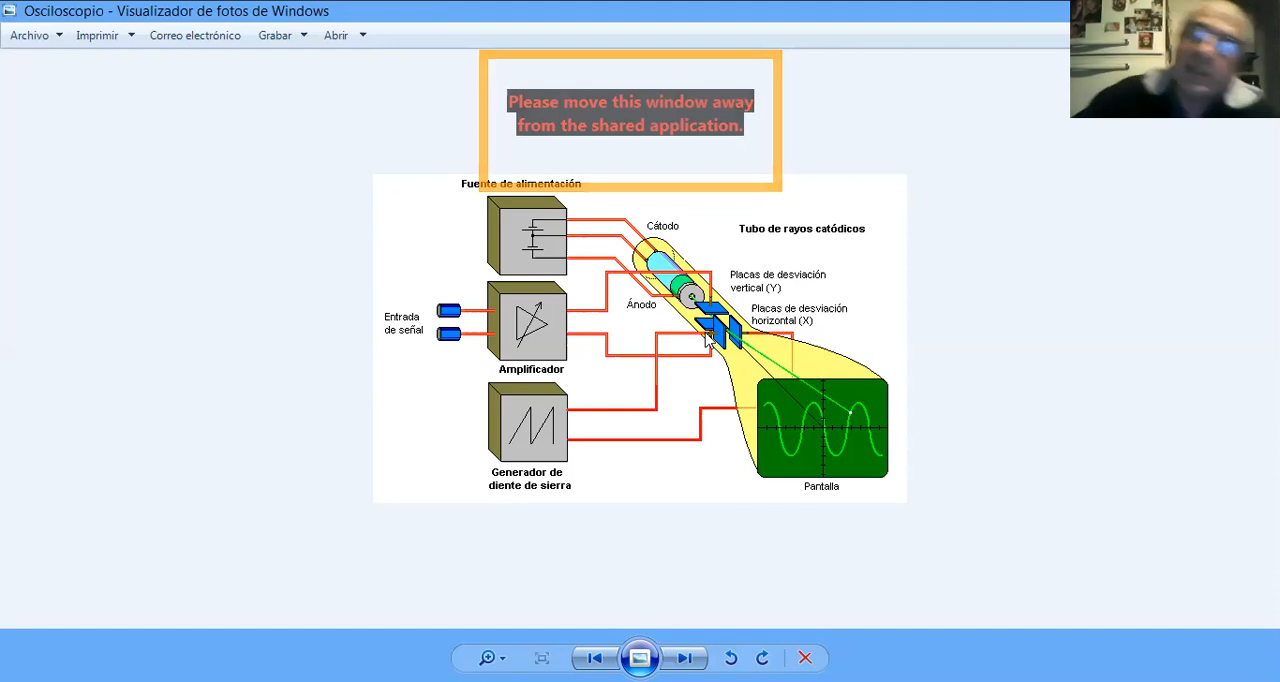 Osciloscopio - Visualizador de fotos de Windows
Archivo Imprimir Correo electrónico Grabar Abrir
Please move this window away
from the shared application.
Fuente de alimentación
Cátodo
Tubo de rayos catódicos
Placas de desviación
vertical (Y)
Ánodo
Placas de desviación
horizontal (X)
Entrada
de señal
Amplificador
Generador de
diente de sierra
Pantalla